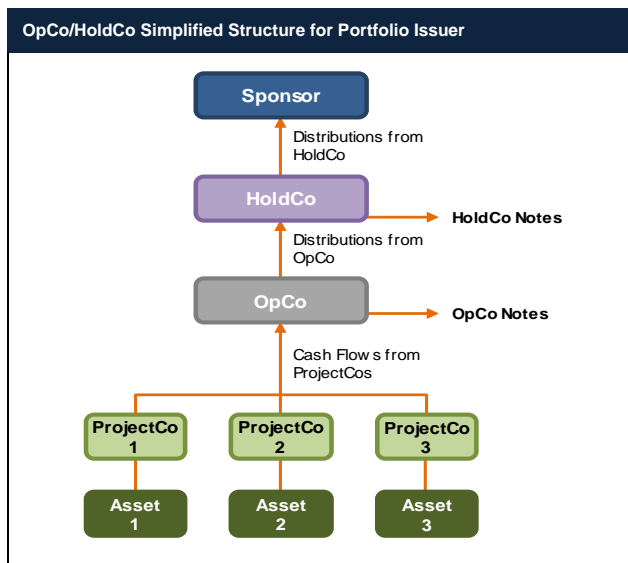 OpCo/HoldCo Simplified Structure for Portfolio Issuer
Sponsor
Distributions from
HoldCo
HoldCo
HoldCo Notes
Distributions from
OpCo
OpCo
OpCo Notes
Cash Flows from
ProjectCos
ProjectCo
1
ProjectCo
2
ProjectCo
3
Asset
1
Asset
2
Asset
3